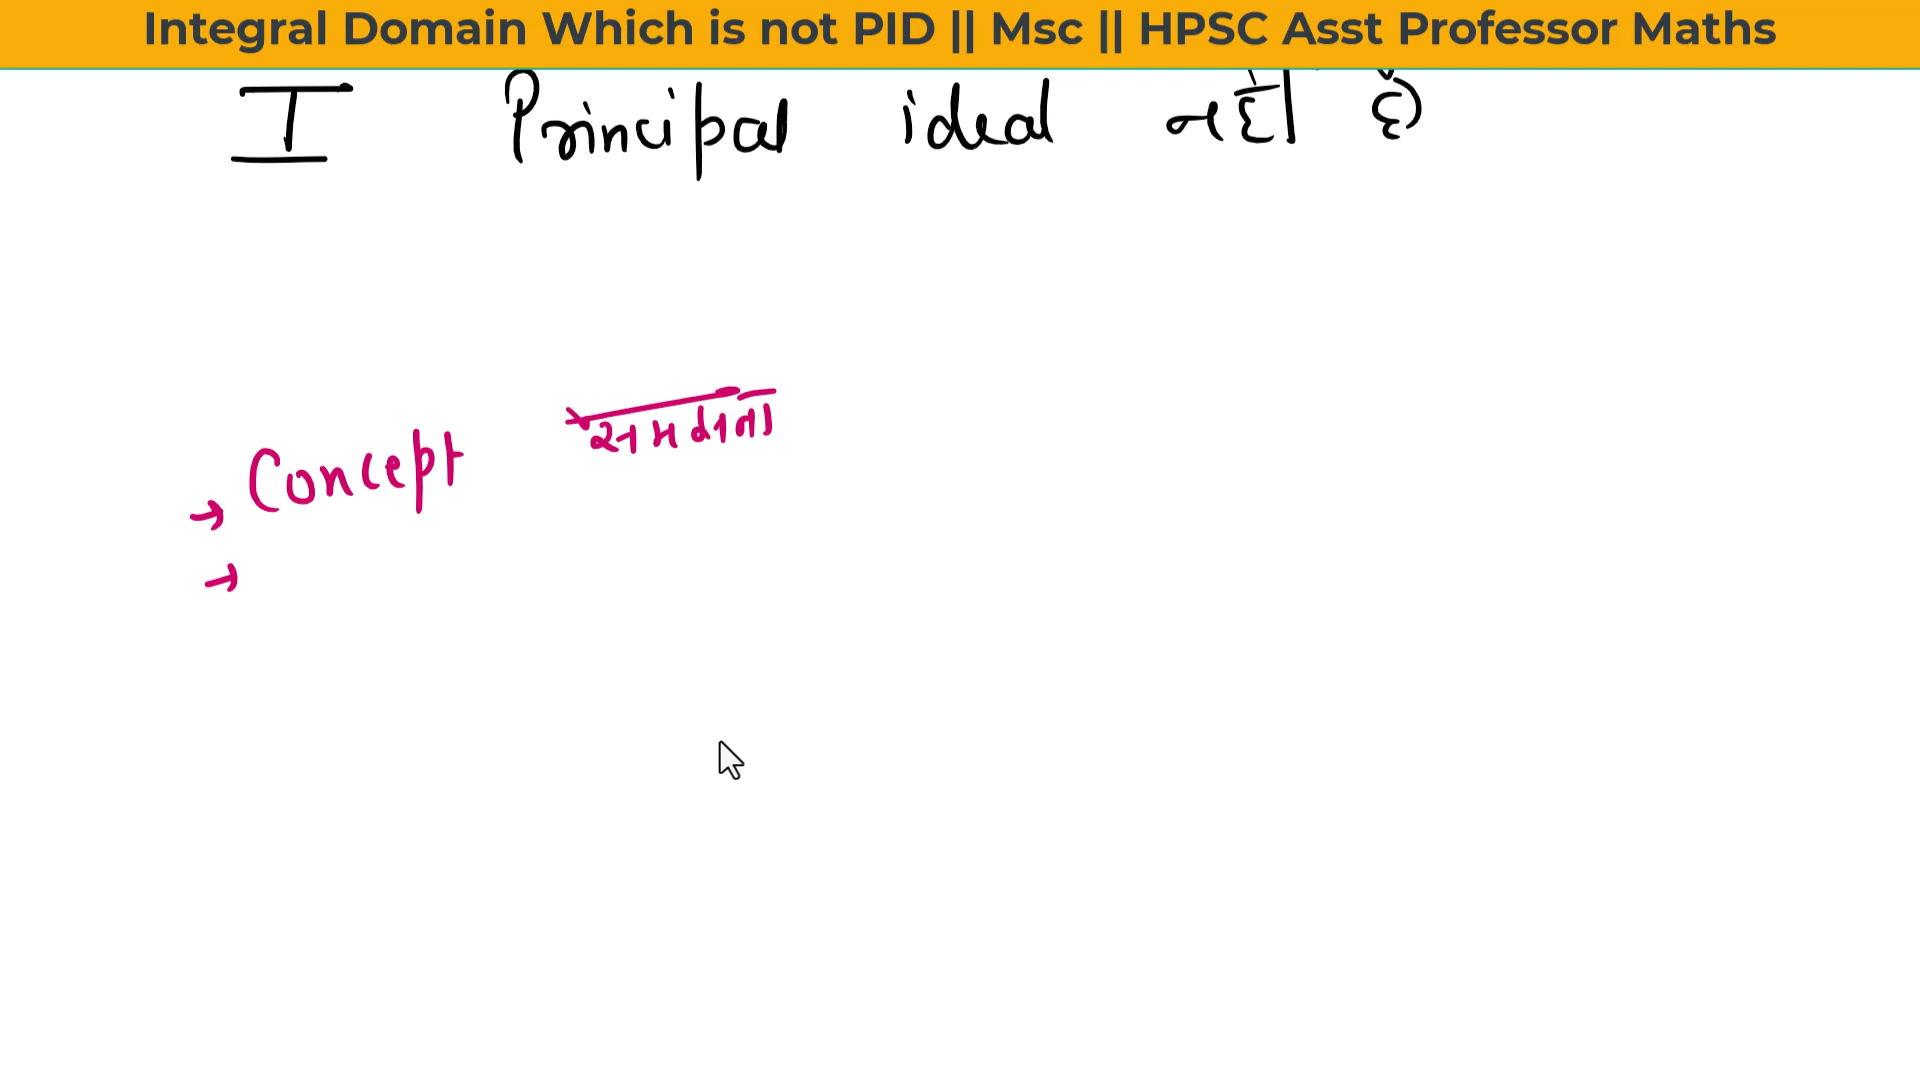 Integral Domain Which is not PID || Msc || HPSC Asst Professor Maths
I Principal ideal नहीं है
→ Concept समझना
→